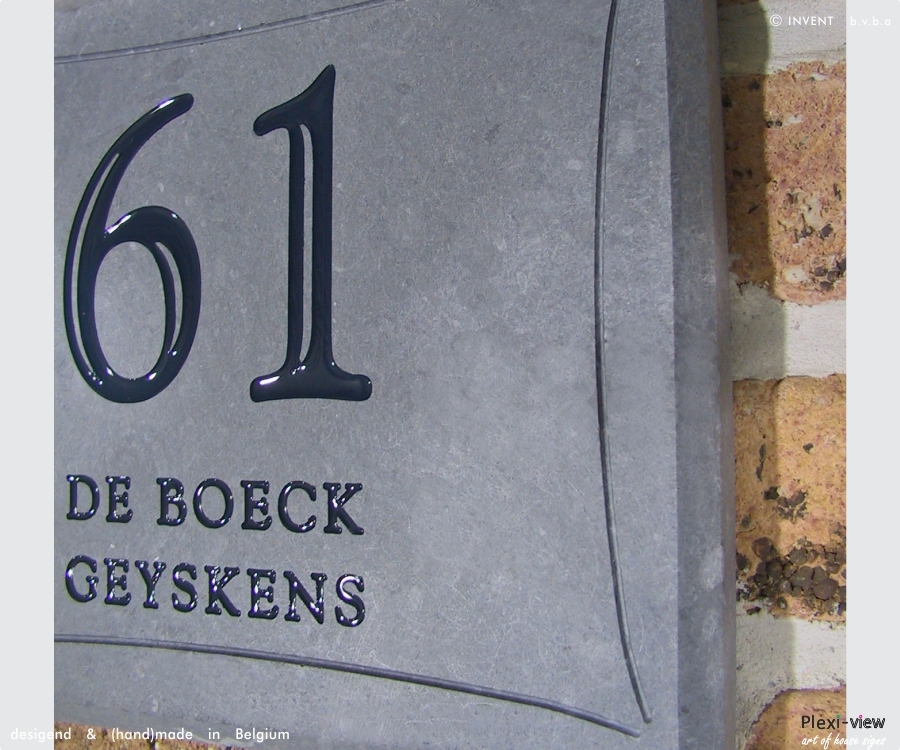 © INVENT b.v.b.a
61
DE BOECK
GEYSKENS
desigend & (hand)made in Belgium
Plexi-view
art of house signs